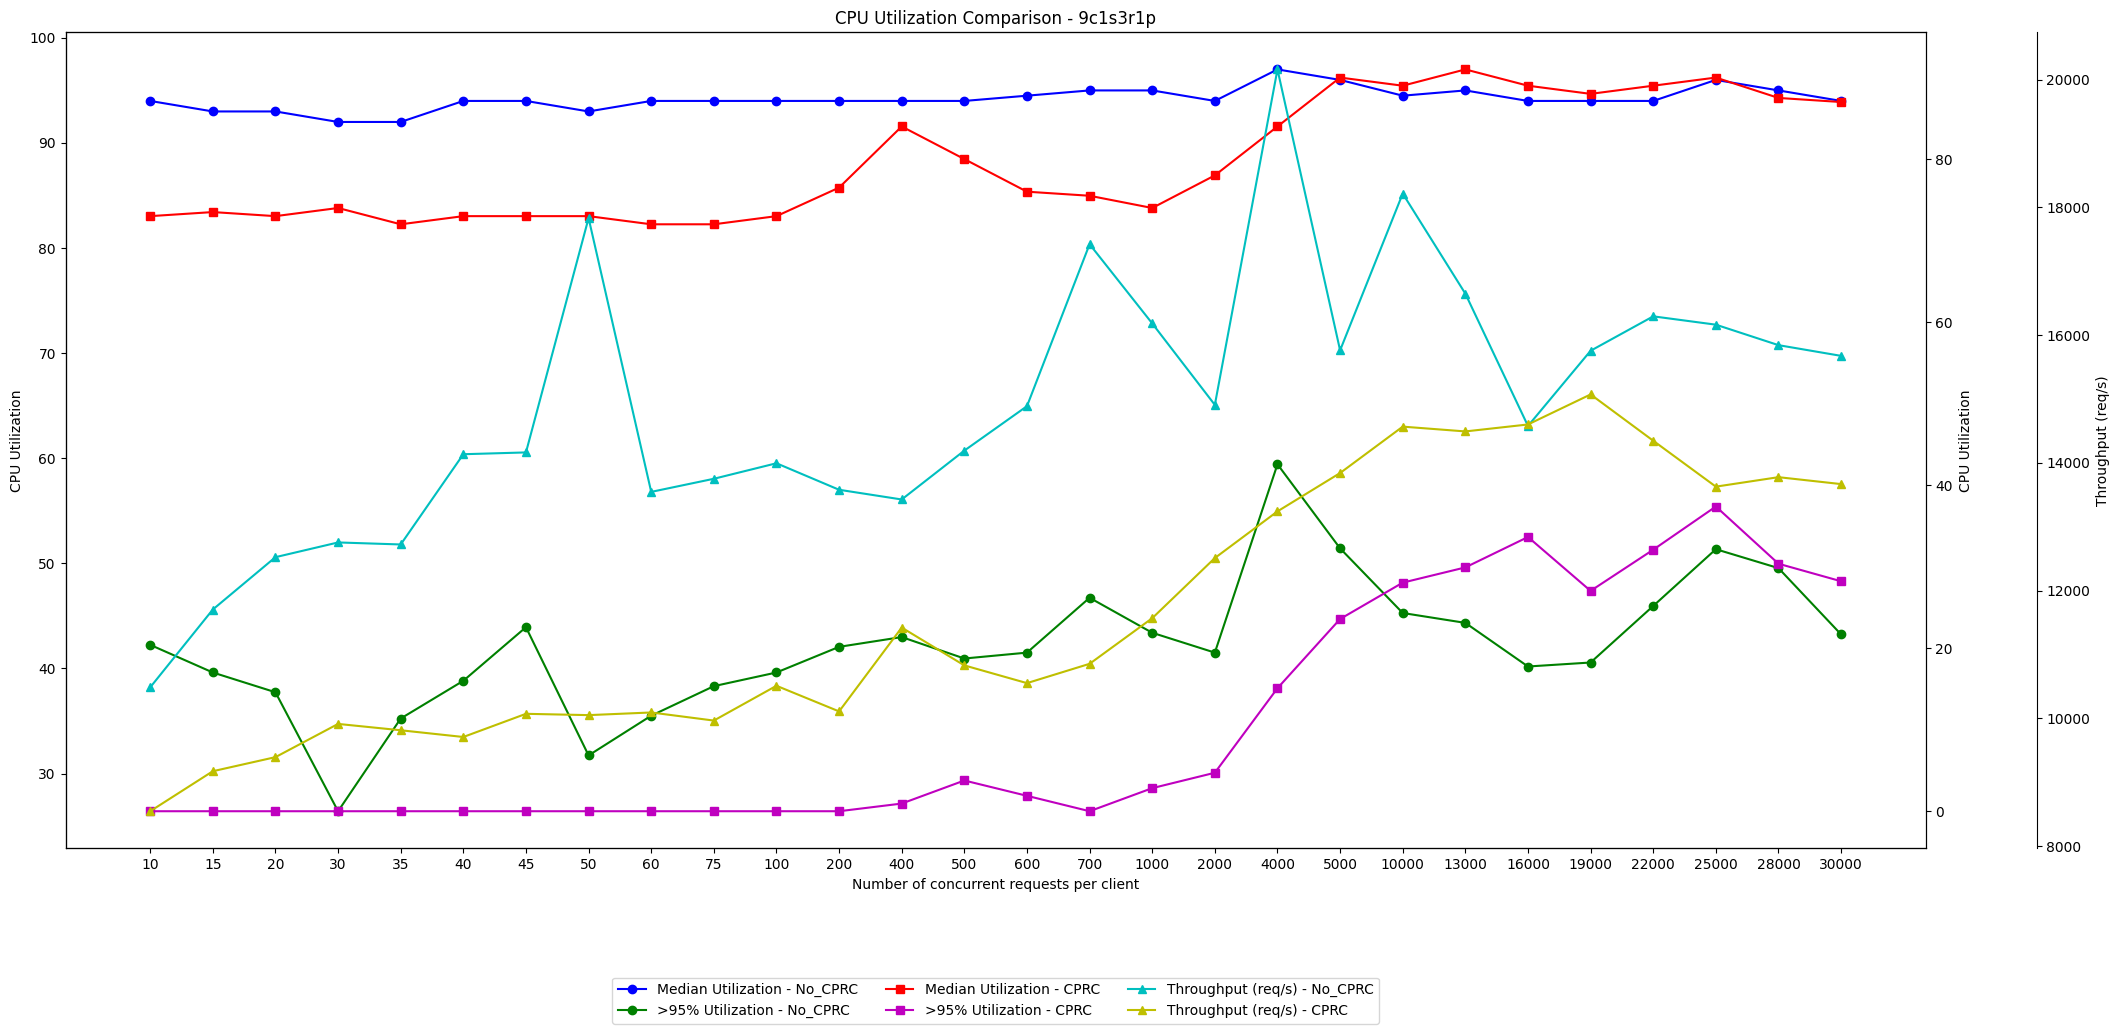 CPU Utilization Comparison - 9c1s3r1p
CPU Utilization
100
90
80
70
60
50
40
30
80
60
40
20
0
CPU Utilization
20000
18000
16000
14000
12000
10000
8000
Throughput (req/s)
10 15 20 30 35 40 45 50 60 75 100 200 400 500 600 700 1000 2000 4000 5000 10000 13000 16000 19000 22000 25000 28000 30000
Number of concurrent requests per client
Median Utilization - No_CPRC Median Utilization - CPRC Throughput (req/s) - No_CPRC
>95% Utilization - No_CPRC >95% Utilization - CPRC Throughput (req/s) - CPRC